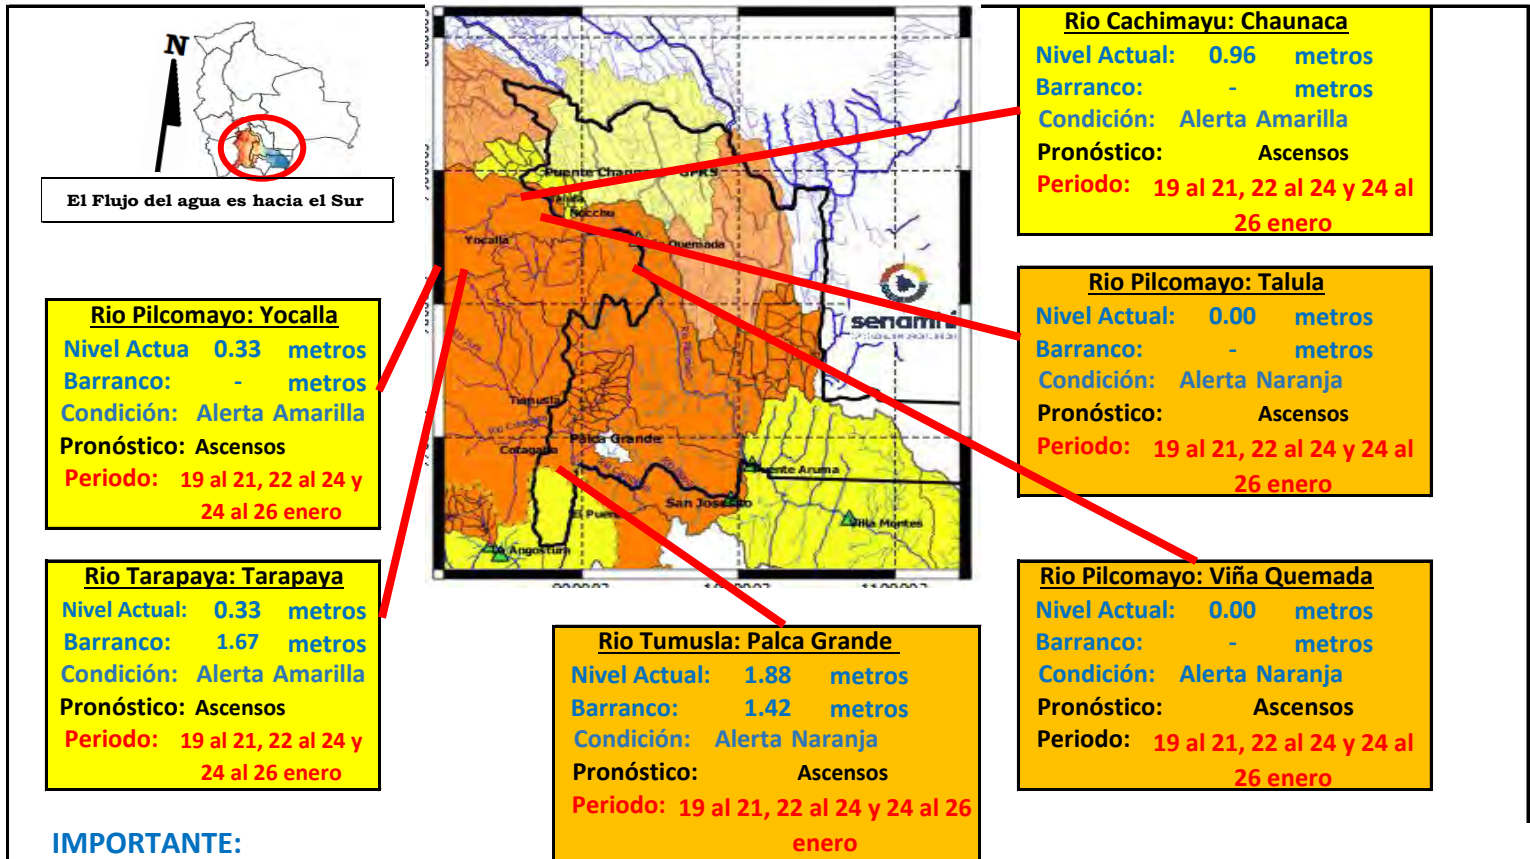 N
El Flujo del agua es hacia el Sur
Rio Pilcomayo: Yocalla
Nivel Actua 0.33 metros
Barranco: - metros
Condición: Alerta Amarilla
Pronóstico: Ascensos
Periodo: 19 al 21, 22 al 24 y
24 al 26 enero
Rio Tarapaya: Tarapaya
Nivel Actual: 0.33 metros
Barranco: 1.67 metros
Condición: Alerta Amarilla
Pronóstico: Ascensos
Periodo: 19 al 21, 22 al 24 y
24 al 26 enero
IMPORTANTE:
Yocalla
Quemada
Tumusla
Palca Grande
Cotagaita
Puente Aruma
San Josecito
El Puente
Villa Montes
La Angostura
senamhi
Rio Tumusla: Palca Grande
Nivel Actual: 1.88 metros
Barranco: 1.42 metros
Condición: Alerta Naranja
Pronóstico: Ascensos
Periodo: 19 al 21, 22 al 24 y 24 al 26
enero
Rio Cachimayu: Chaunaca
Nivel Actual: 0.96 metros
Barranco: - metros
Condición: Alerta Amarilla
Pronóstico: Ascensos
Periodo: 19 al 21, 22 al 24 y 24 al
26 enero
Rio Pilcomayo: Talula
Nivel Actual: 0.00 metros
Barranco: - metros
Condición: Alerta Naranja
Pronóstico: Ascensos
Periodo: 19 al 21, 22 al 24 y 24 al
26 enero
Rio Pilcomayo: Viña Quemada
Nivel Actual: 0.00 metros
Barranco: - metros
Condición: Alerta Naranja
Pronóstico: Ascensos
Periodo: 19 al 21, 22 al 24 y 24 al
26 enero